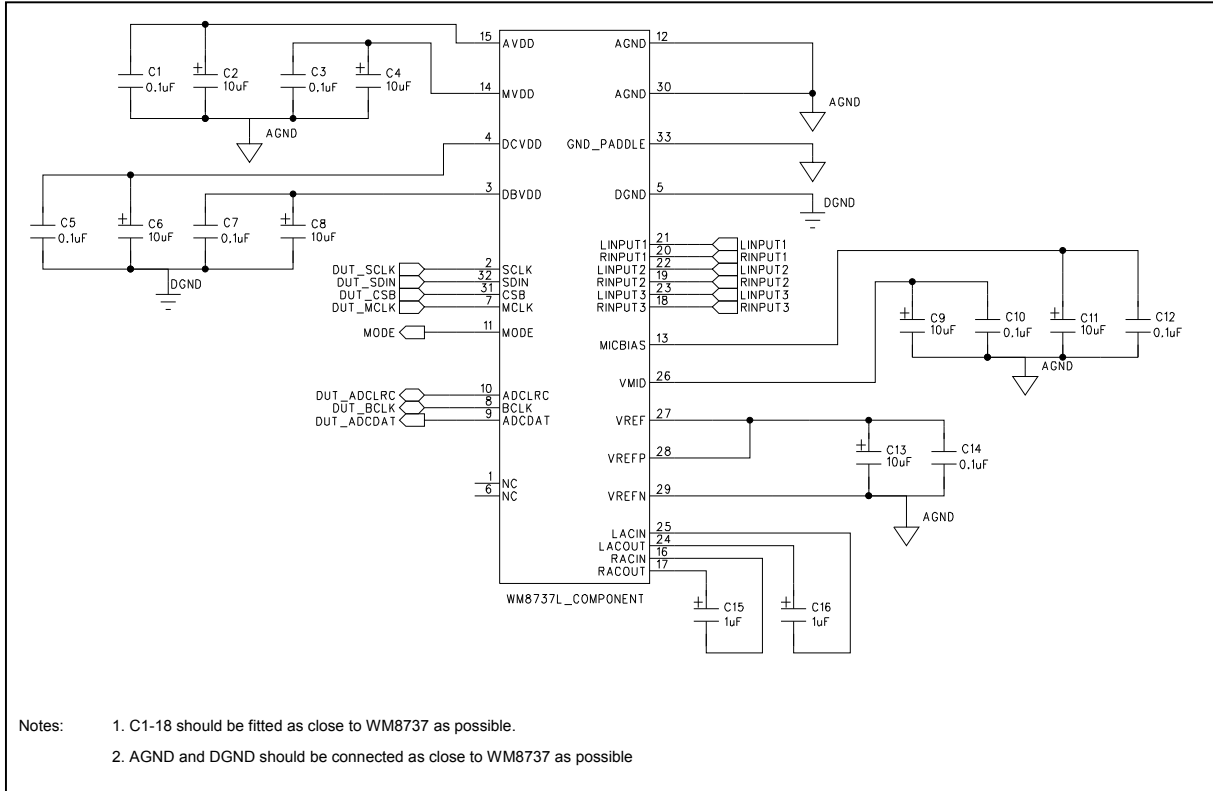 15 AVDD
AGND 12
C1 0.1uF
+ C2 10uF
C3 0.1uF
+ C4 10uF
14 MVDD
AGND 30
AGND
AGND
4 DCVDD
GND_PADDLE 33
3 DBVDD
DGND 5
DGND
C5 0.1uF
+ C6 10uF
C7 0.1uF
+ C8 10uF
DGND
LINPUT1 21 LINPUT1
RINPUT1 20 RINPUT1
LINPUT2 22 LINPUT2
RINPUT2 19 RINPUT2
LINPUT3 23 LINPUT3
RINPUT3 18 RINPUT3
DUT_SCLK 2 SCLK
DUT_SDIN 32 SDIN
DUT_CSB 31 CSB
DUT_MCLK 7 MCLK
MODE 11 MODE
MICBIAS 13
+ C9 10uF
C10 0.1uF
+ C11 10uF
C12 0.1uF
AGND
VMID 26
DUT_ADCLRC 10 ADCLRC
DUT_BCLK 8 BCLK
DUT_ADCDAT 9 ADCDAT
VREF 27
VREFP 28
+ C13 10uF
C14 0.1uF
1 NC
6 NC
VREFN 29
AGND
LACIN 25
LACOUT 24
RACIN 16
RACOUT 17
WM8737L_COMPONENT
+ C15 1uF
+ C16 1uF
Notes: 1. C1-18 should be fitted as close to WM8737 as possible.
2. AGND and DGND should be connected as close to WM8737 as possible